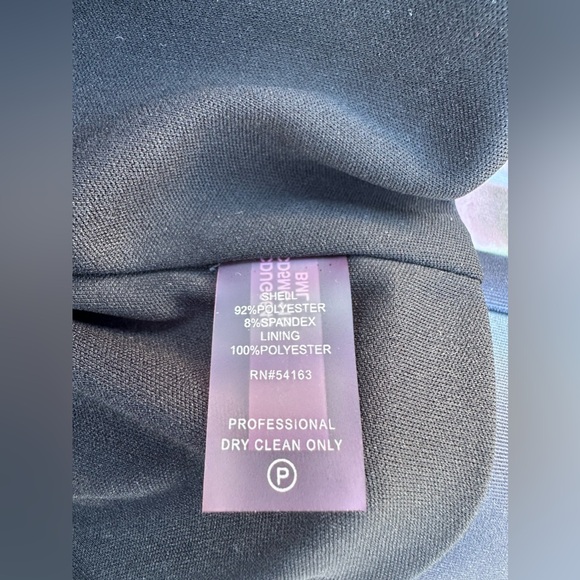 SHELL
92%POLYESTER
8%SPANDEX
LINING
100%POLYESTER
RN#54163
PROFESSIONAL
DRY CLEAN ONLY
P